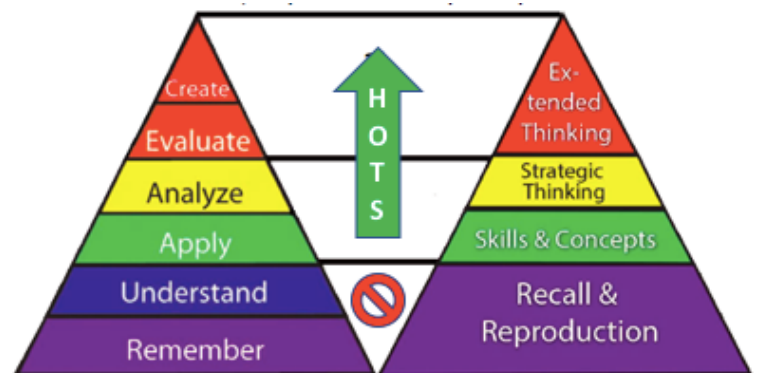 Create
Evaluate
Analyze
Apply
Understand
Remember
H
O
T
S
Ex-
tended
Thinking
Strategic
Thinking
Skills & Concepts
Recall &
Reproduction